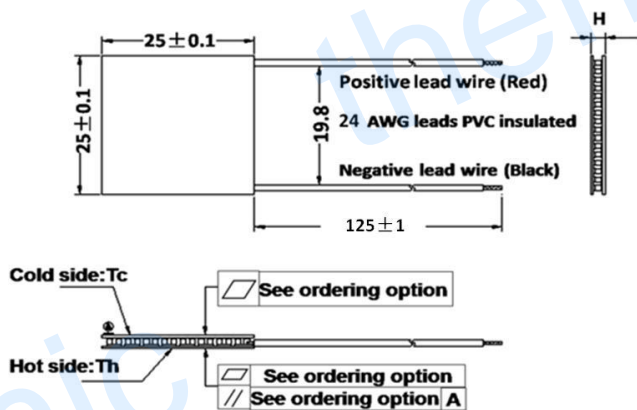 25±0.1
H
25±0.1
Positive lead wire (Red)
19.8
24 AWG leads PVC insulated
Negative lead wire (Black)
125±1
Cold side:Tc
See ordering option
Hot side:Th
See ordering option
// See ordering option A